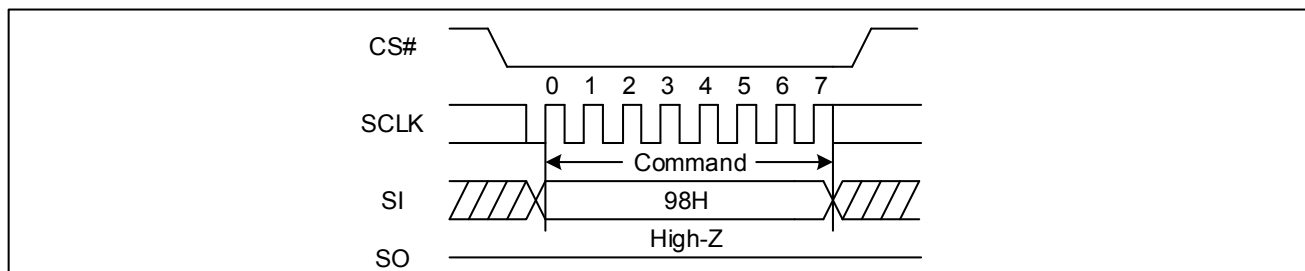 CS#
0 1 2 3 4 5 6 7
SCLK
Command
SI
98H
High-Z
SO